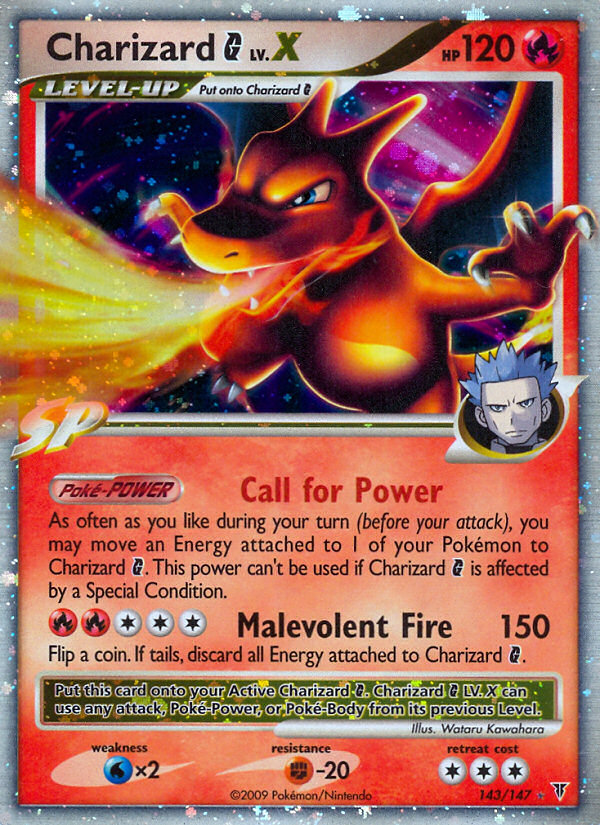 Charizard G LV.X HP 120
LEVEL-UP Put onto Charizard G
SP
Poké-POWER Call for Power
As often as you like during your turn (before your attack), you
may move an Energy attached to 1 of your Pokémon to
Charizard G. This power can't be used if Charizard G is affected
by a Special Condition.
Malevolent Fire 150
Flip a coin. If tails, discard all Energy attached to Charizard G.
Put this card onto your Active Charizard G. Charizard G LV.X can
use any attack, Poké-Power, or Poké-Body from its previous Level.
Illus. Wataru Kawahara
weakness resistance retreat cost
×2 -20
©2009 Pokémon/Nintendo 143/147